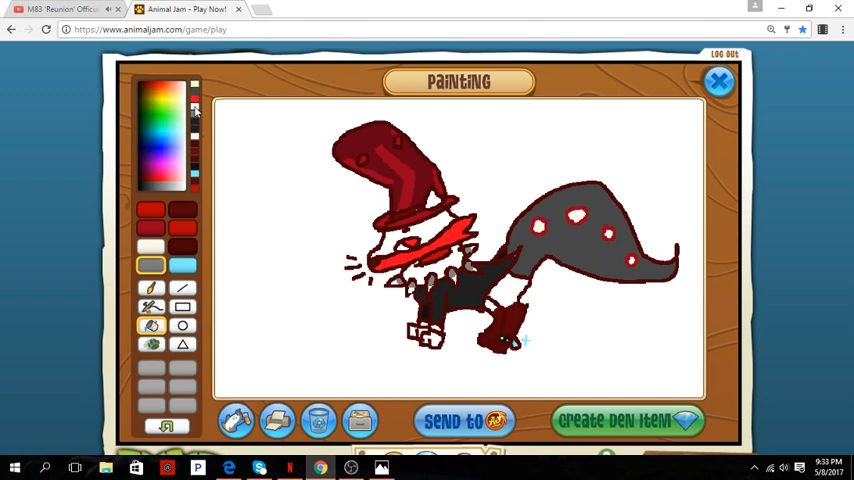 M83 'Reunion' Offici
Animal Jam - Play Now!
https://www.animaljam.com/game/play
LOG OUT
PAINTING
SEND TO
CREATE DEN ITEM
9:33 PM
5/8/2017